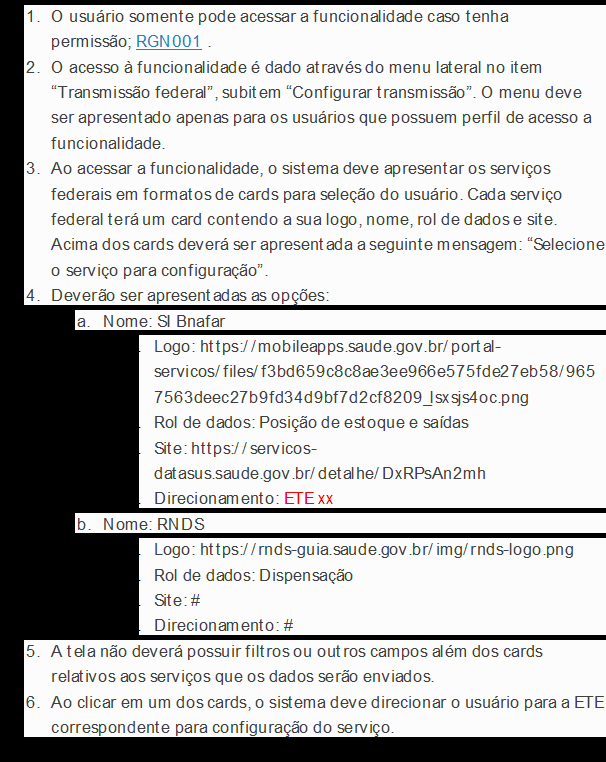 1. O usuário somente pode acessar a funcionalidade caso tenha
permissão; RGN001 .
2. O acesso à funcionalidade é dado através do menu lateral no item
“Transmissão federal”, subitem “Configurar transmissão”. O menu deve
ser apresentado apenas para os usuários que possuem perfil de acesso a
funcionalidade.
3. Ao acessar a funcionalidade, o sistema deve apresentar os serviços
federais em formatos de cards para seleção do usuário. Cada serviço
federal terá um card contendo a sua logo, nome, rol de dados e site.
Acima dos cards deverá ser apresentada a seguinte mensagem: “Selecione
o serviço para configuração”.
4. Deverão ser apresentadas as opções:
a. Nome: SI Bnafar
Logo: https://mobileapps.saude.gov.br/portal-
servicos/files/f3bd659c8c8ae3ee966e575fde27eb58/965
7563deec27b9fd34d9bf7d2cf8209_lsxsjs4oc.png
Rol de dados: Posição de estoque e saídas
Site: https://servicos-
datasus.saude.gov.br/detalhe/DxRPsAn2mh
Direcionamento: ETE xx
b. Nome: RNDS
Logo: https://rnds-guia.saude.gov.br/img/rnds-logo.png
Rol de dados: Dispensação
Site: #
Direcionamento: #
5. A tela não deverá possuir filtros ou outros campos além dos cards
relativos aos serviços que os dados serão enviados.
6. Ao clicar em um dos cards, o sistema deve direcionar o usuário para a ETE
correspondente para configuração do serviço.